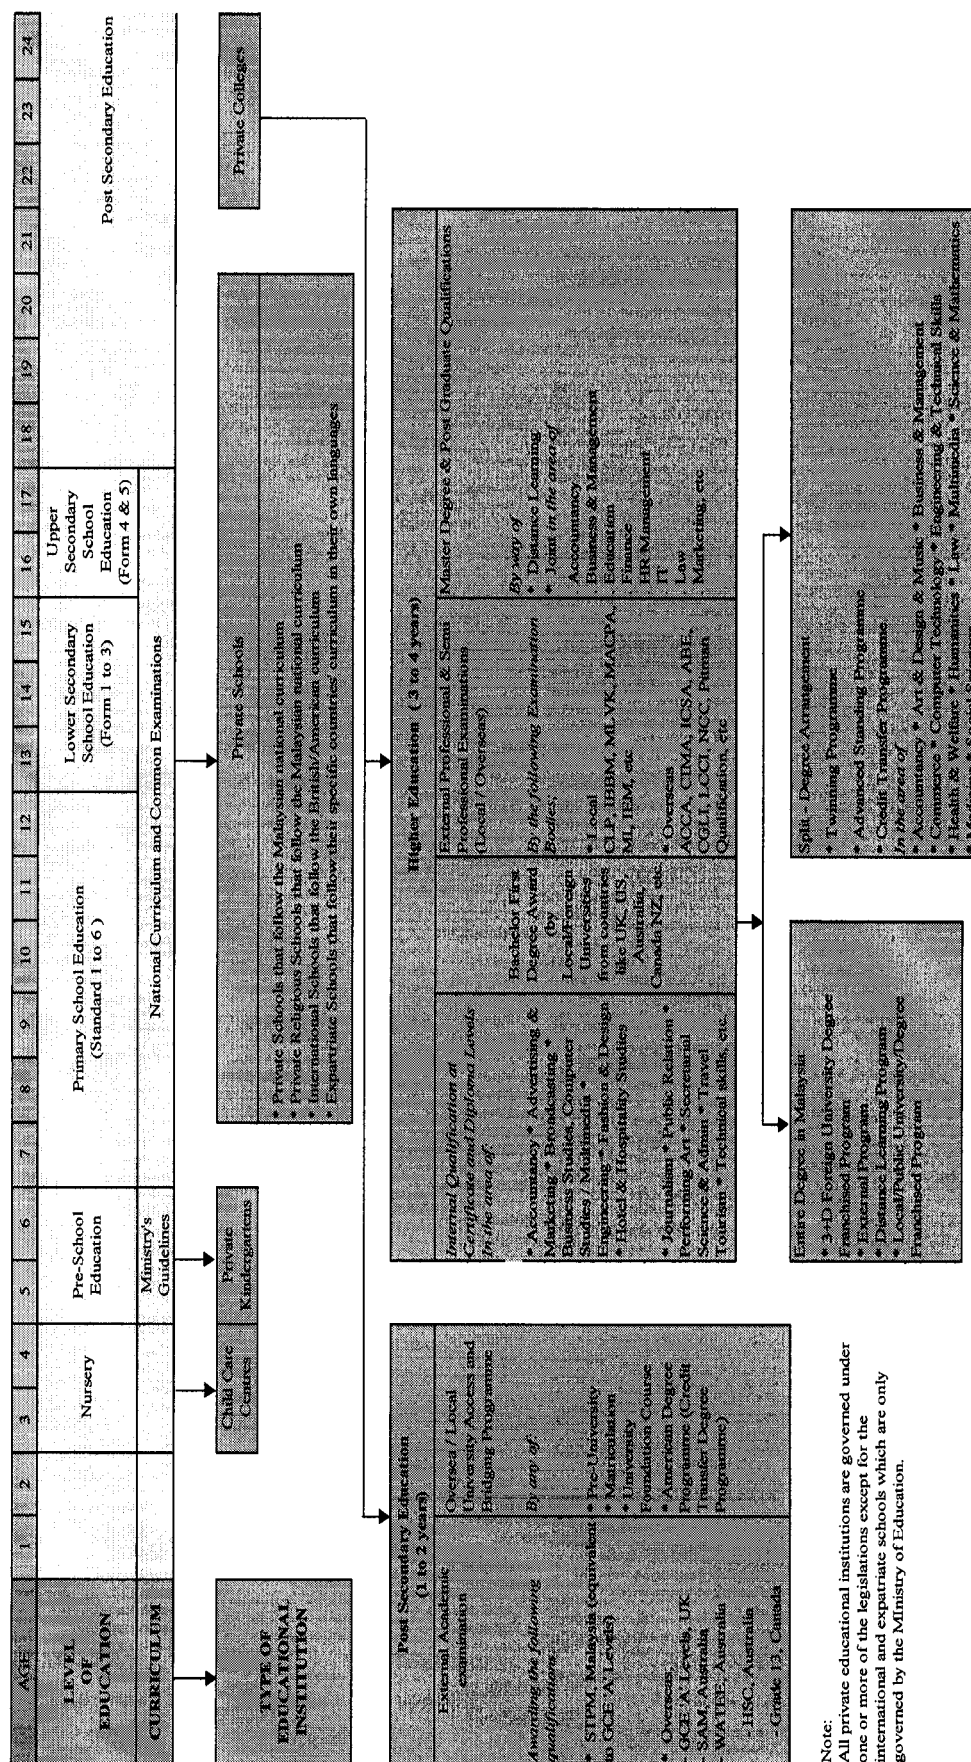 AGE 1 2 3 4 5 6 7 8 9 10 11 12 13 14 15 16 17 18 19 20 21 22 23 24
LEVEL
OF
EDUCATION
Nursery
Pre-School
Education
Primary School Education
(Standard 1 to 6 )
Lower Secondary
School Education
(Form 1 to 3)
Upper
Secondary
School
Education
(Form 4 & 5)
Post Secondary Education
CURRICULUM
Ministry's
Guidelines
National Curriculum and Common Examinations
TYPE OF
EDUCATIONAL
INSTITUTION
Child Care
Centres
Private
Kindergartens
Private Schools
* Private Schools that follow the Malaysian national curriculum
* Private Religious Schools that follow the Malaysian national curriculum
* International Schools that follow the British/American curriculum
* Expartriate Schools that follow their specific countries' curriculum in their own languages
Private Colleges
Post Secondary Education
(1 to 2 years)
External Academic
examination
Awarding the following
qualifications:
* STPM, Malaysia (equivalent
to GCE 'A' Levels)
* Overseas;
- GCE A: Levels, UK
- SAM, Australia
- WATEE, Australia
- HSC, Australia
- Grade 13, Canada
Oversea / Local
University Access and
Bridging Programme
By any of:
* Pre-University
* Matriculation
* University
Foundation Course
* American Degree
Programme (Credit
Transfer Degree
Programme)
Higher Education (3 to 4 years)
Internal Qualification at
Certificate and Diploma Levels
In the area of:
* Accountancy * Advertising &
Marketing * Broadcasting *
Business Studies, Computer
Studies / Multimedia *
Engineering * Fashion & Design
* Hotel & Hospitality Studies
* Journalism * Public Relation *
Performing Art * Secretarial
Science & Admin * Travel
Tourism * Technical skills, etc.
Bachelor First
Degree Award
(by
Local/Foreign
Universities
from countries
like UK, US,
Australia,
Canada NZ, etc.
External Professional & Semi
Professional Examinations
(Local / Overseas)
By the following Examination
Bodies;
* Local
CLP, IBBM, MLVK, MACPA,
MI, IEM, etc
* Overseas
ACCA, CIMA, ICSA, ABE,
CGLI, LCCI, NCC, Pitman
Qualification, etc
Master Degree & Post Graduate Qualifications
By way of
* Distance Learning
* Joint in the area of
. Accountancy
. Business & Management
. Education
. Finance
. HR Management
. IT
. Law
. Marketing, etc
Entire Degree in Malaysia
* 3+D Foreign University Degree
Franchised Program
* External Program
* Distance Learning Program
* Local/Public University/Degree
Franchised Program
Split - Degree Arrangement
* Twinning Programme
* Advanced Standing Programme
* Credit Transfer Programme
In the area of
* Accountancy * Art & Design & Music * Business & Management
* Commerce * Computer Technology * Engineering & Technical Skills
* Health & Welfare * Humanities * Law * Multimedia * Science & Mathematics
Note:
All private educational institutions are governed under
one or more of the legislations except for the
international and expatriate schools which are only
governed by the Ministry of Education.